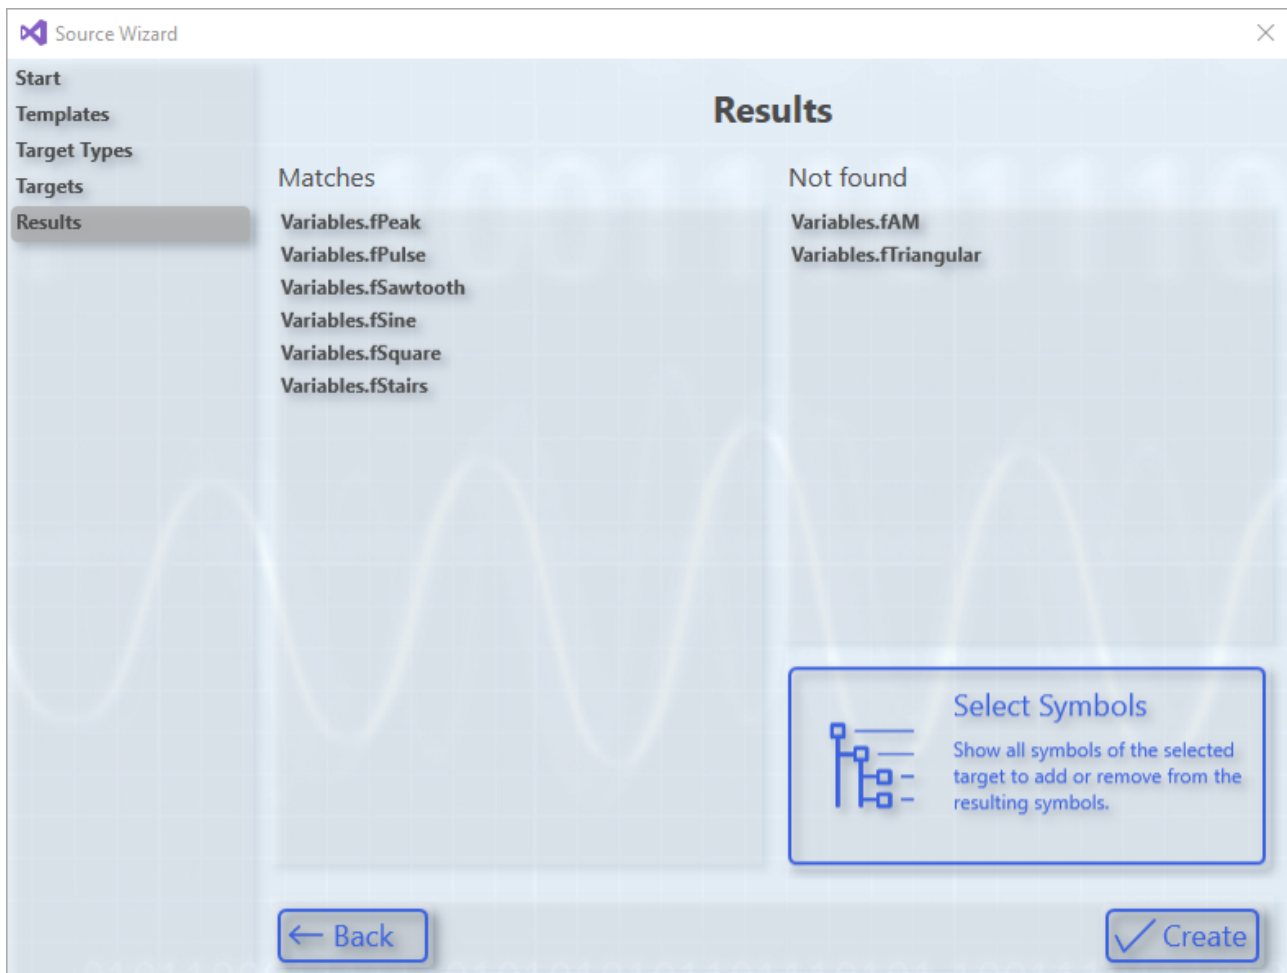 Source Wizard
Start
Templates
Target Types
Targets
Results
Results
Matches
Variables.fPeak
Variables.fPulse
Variables.fSawtooth
Variables.fSine
Variables.fSquare
Variables.fStairs
Not found
Variables.fAM
Variables.fTriangular
Select Symbols
Show all symbols of the selected
target to add or remove from the
resulting symbols.
Back
Create